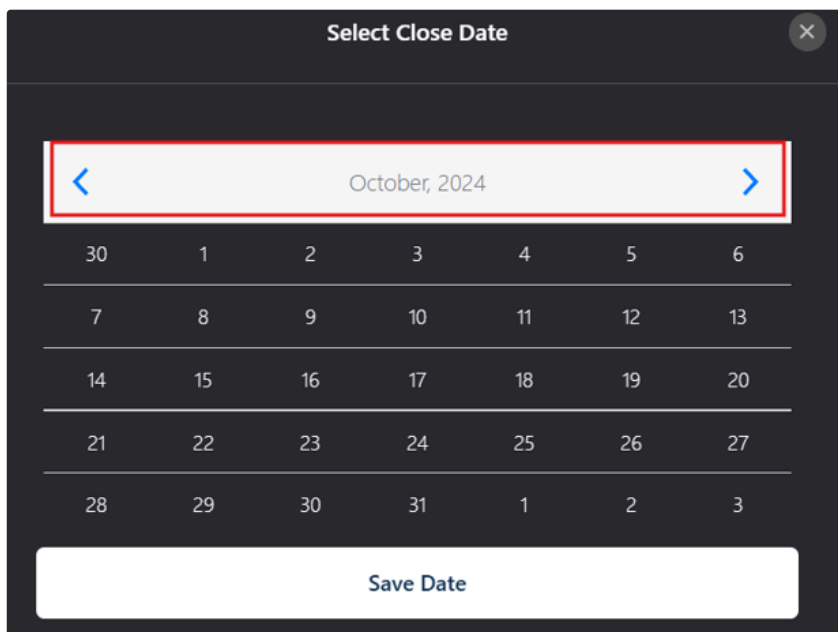 Select Close Date
October, 2024
30 1 2 3 4 5 6
7 8 9 10 11 12 13
14 15 16 17 18 19 20
21 22 23 24 25 26 27
28 29 30 31 1 2 3
Save Date